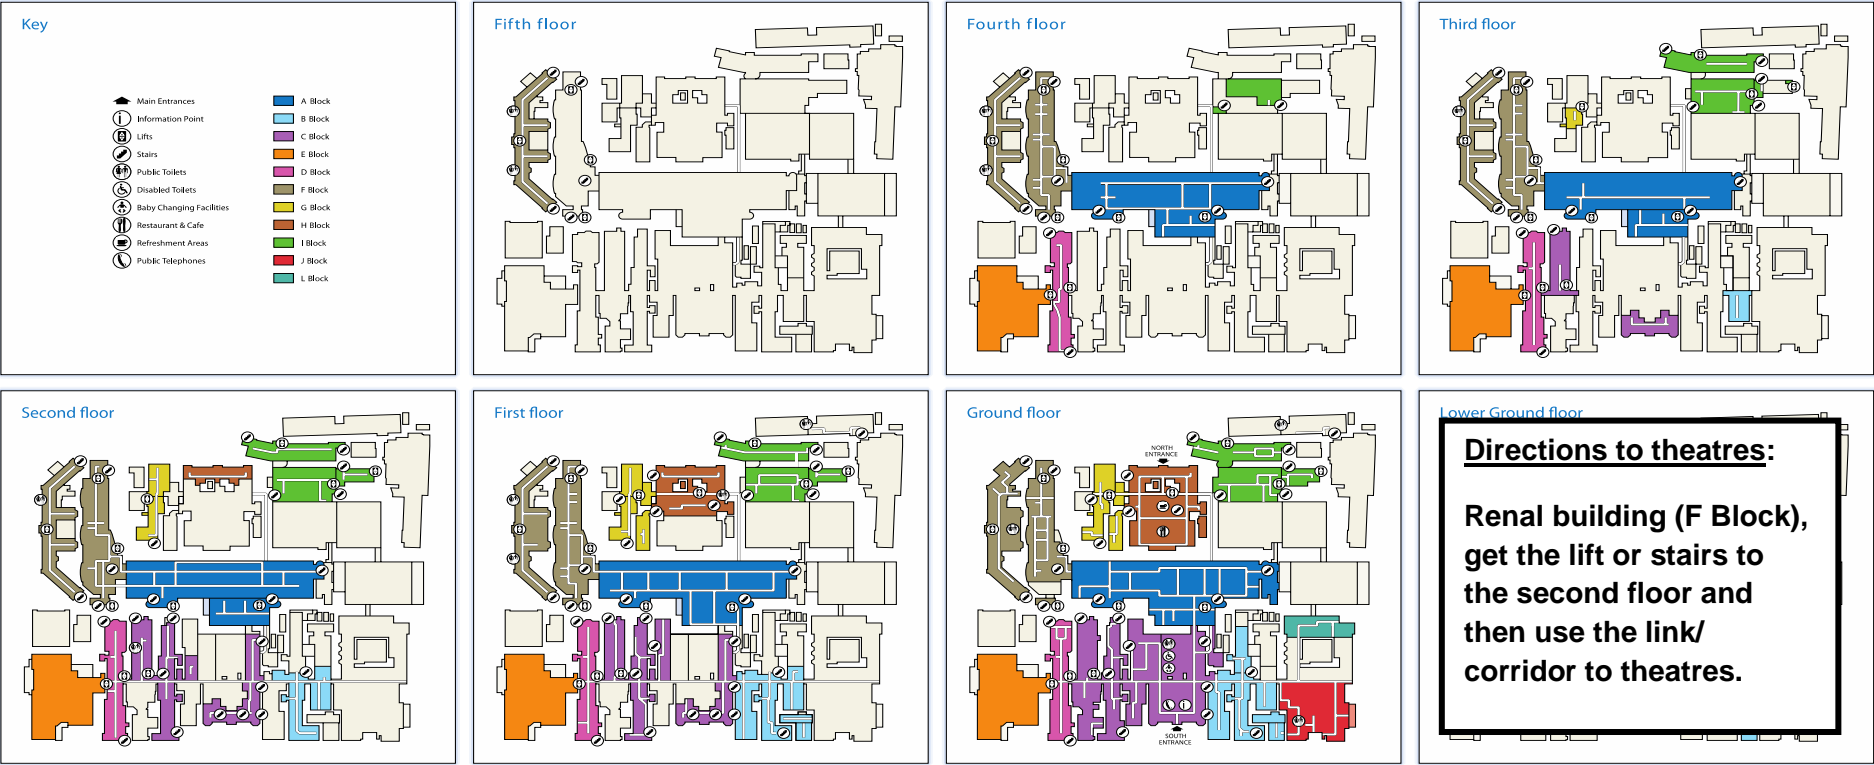 Key
Main Entrances
Information Point
Lifts
Stairs
Public Toilets
Disabled Toilets
Baby Changing Facilities
Restaurant & Cafe
Refreshment Areas
Public Telephones
A Block
B Block
C Block
E Block
D Block
F Block
G Block
H Block
I Block
J Block
L Block
Fifth floor
Fourth floor
Third floor
Second floor
First floor
Ground floor
NORTH
ENTRANCE
SOUTH
ENTRANCE
Lower Ground floor
Directions to theatres:
Renal building (F Block),
get the lift or stairs to
the second floor and
then use the link/
corridor to theatres.